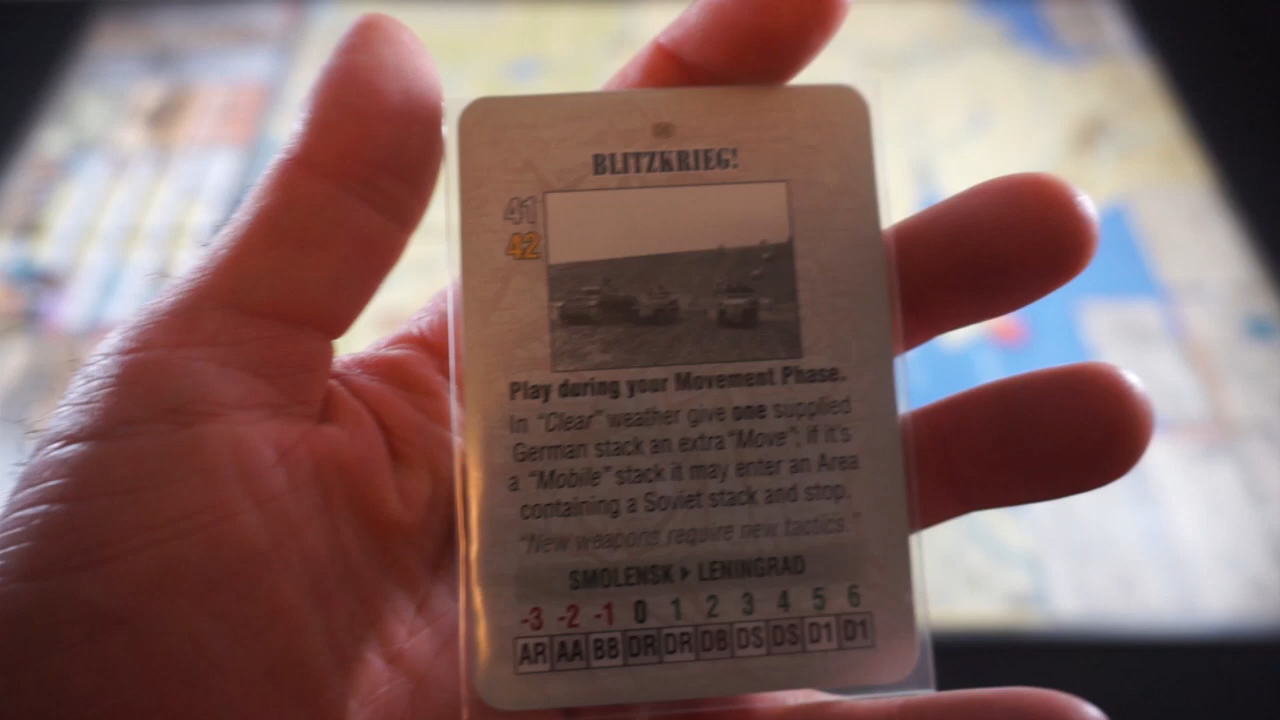 BLITZKRIEG!
41
42
Play during your Movement Phase.
In "Clear" weather give one supplied
German stack an extra "Move"; if it's
a "Mobile" stack it may enter an Area
containing a Soviet stack and stop.
"New weapons require new tactics."
SMOLENSK ▸ LENINGRAD
-3 -2 -1 0 1 2 3 4 5 6
AR AA BB DR DR DB DS DS D1 D1